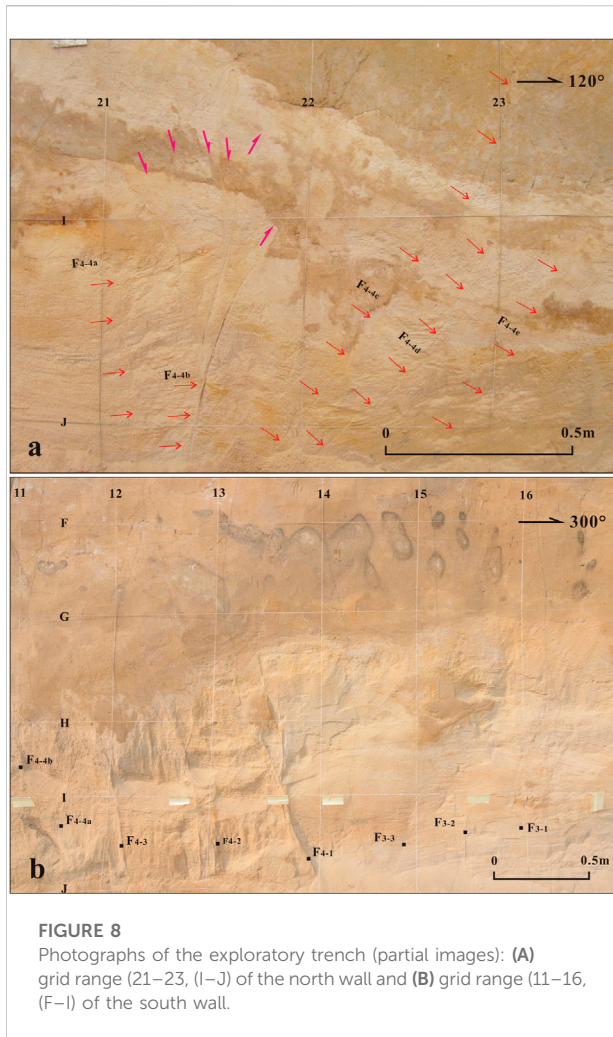 120°
21 22 23
I
F4-4a
F4-4c
F4-4d
F4-4e
F4-4b
J
0 0.5m
a
11 12 13 14 15 16
300°
F
G
H
F4-4b
I
F4-4a
F4-3
F4-2
F4-1
F3-3
F3-2
F3-1
0 0.5m
b
J
FIGURE 8
Photographs of the exploratory trench (partial images): (A)
grid range (21–23, (I–J) of the north wall and (B) grid range (11–16,
(F–I) of the south wall.